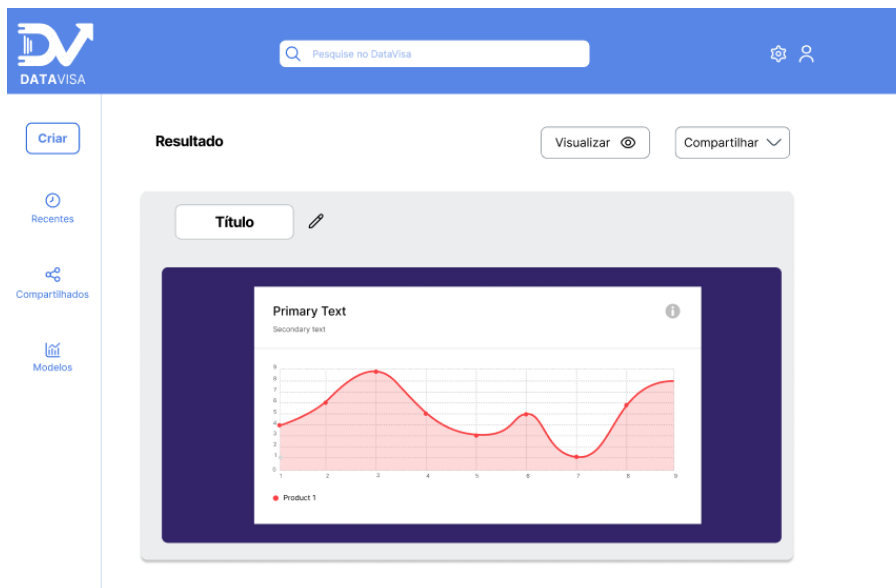 DV
DATAVISA
Pesquise no DataVisa
Criar
Recentes
Compartilhados
Modelos
Resultado
Visualizar
Compartilhar
Título
Primary Text
Secondary text
9
8
7
6
5
4
3
2
1
0
1 2 3 4 5 6 7 8 9
Product 1